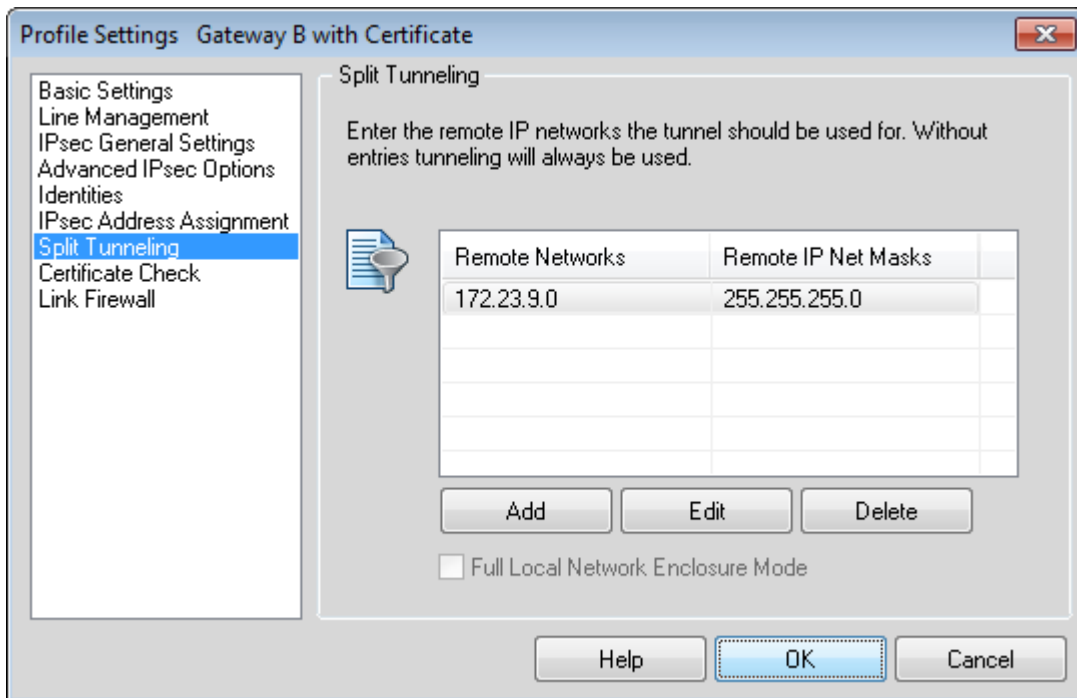 Profile Settings   Gateway B with Certificate
Basic Settings
Line Management
IPsec General Settings
Advanced IPsec Options
Identities
IPsec Address Assignment
Split Tunneling
Certificate Check
Link Firewall
Split Tunneling
Enter the remote IP networks the tunnel should be used for. Without
entries tunneling will always be used.
Remote Networks Remote IP Net Masks
172.23.9.0 255.255.255.0
Add Edit Delete
Full Local Network Enclosure Mode
Help OK Cancel